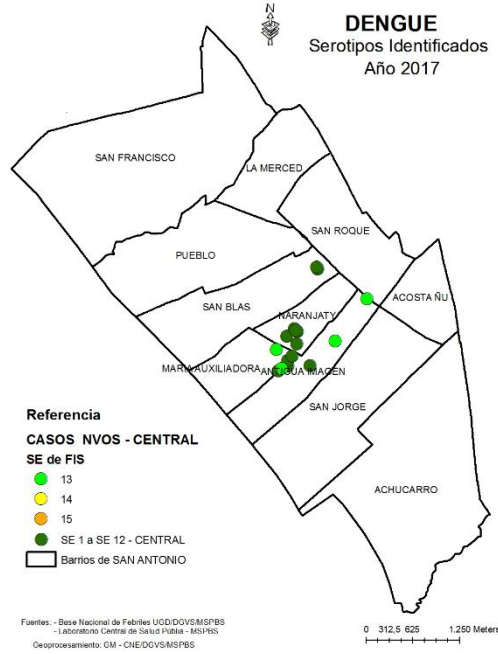 N
DENGUE
Serotipos Identificados
Año 2017
SAN FRANCISCO
LA MERCED
SAN ROQUE
PUEBLO
ACOSTA ÑU
SAN BLAS
NARANJATY
MARIA AUXILIADORA
ANTIGUA IMAGEN
SAN JORGE
ACHUCARRO
Referencia
CASOS NVOS - CENTRAL
SE de FIS
13
14
15
SE 1 a SE 12 - CENTRAL
Barrios de SAN ANTONIO
Fuentes: - Base Nacional de Febriles UGD/DGVS/MSPBS
- Laboratorio Central de Salud Públia - MSPBS
Geoprocesamiento: GM - CNE/DGVS/MSPBS
0 312,5 625 1.250 Meters